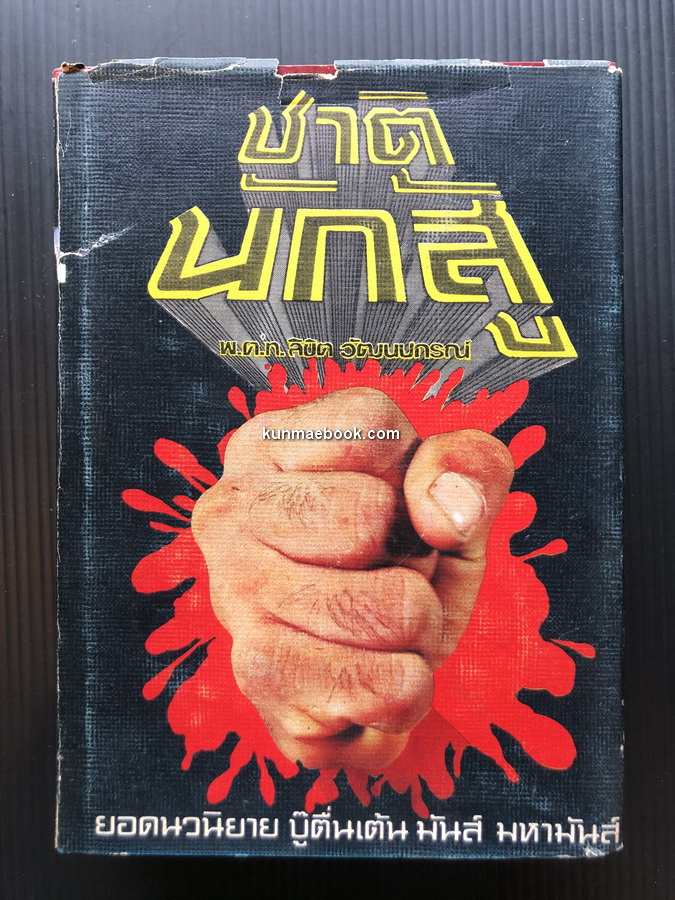 ชาติ
นักสู้
พ.ต.ท. ลิขิต วัฒนปกรณ์
kunmaebook.com
ยอดนวนิยาย บู๊ตื่นเต้น มันส์ มหามันส์